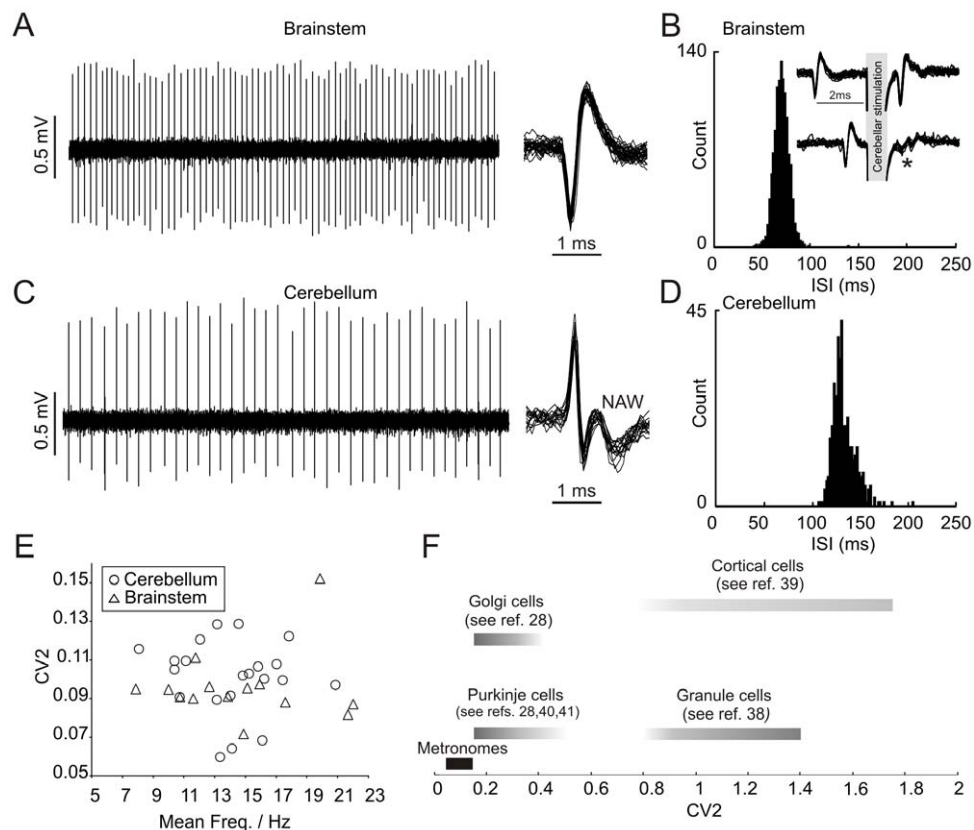 A
Brainstem
0.5 mV
1 ms
B
Brainstem
140
Count
0
2ms
Cerebellar stimulation
*
0 50 100 150 200 250
ISI (ms)
C
Cerebellum
0.5 mV
NAW
1 ms
D
Cerebellum
45
Count
0
0 50 100 150 200 250
ISI (ms)
E
CV2
0.15
0.13
0.11
0.09
0.07
0.05
Cerebellum
Brainstem
5 7 9 11 13 15 17 19 21 23
Mean Freq. / Hz
F
Cortical cells
(see ref. 39)
Golgi cells
(see ref. 28)
Purkinje cells
(see refs. 28,40,41)
Granule cells
(see ref. 38)
Metronomes
0 0.2 0.4 0.6 0.8 1 1.2 1.4 1.6 1.8 2
CV2